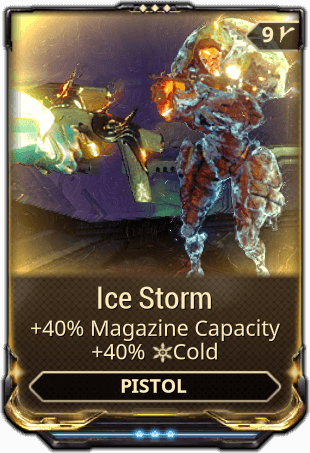 9
Ice Storm
+40% Magazine Capacity
+40% Cold
PISTOL